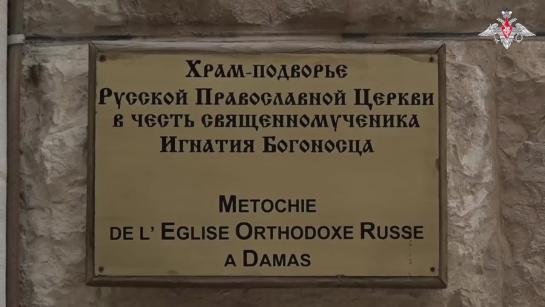 Храм-подворье
Русской Православной Церкви
в честь священномученика
Игнатия Богоносца
Metochie
de l' Eglise Orthodoxe Russe
a Damas